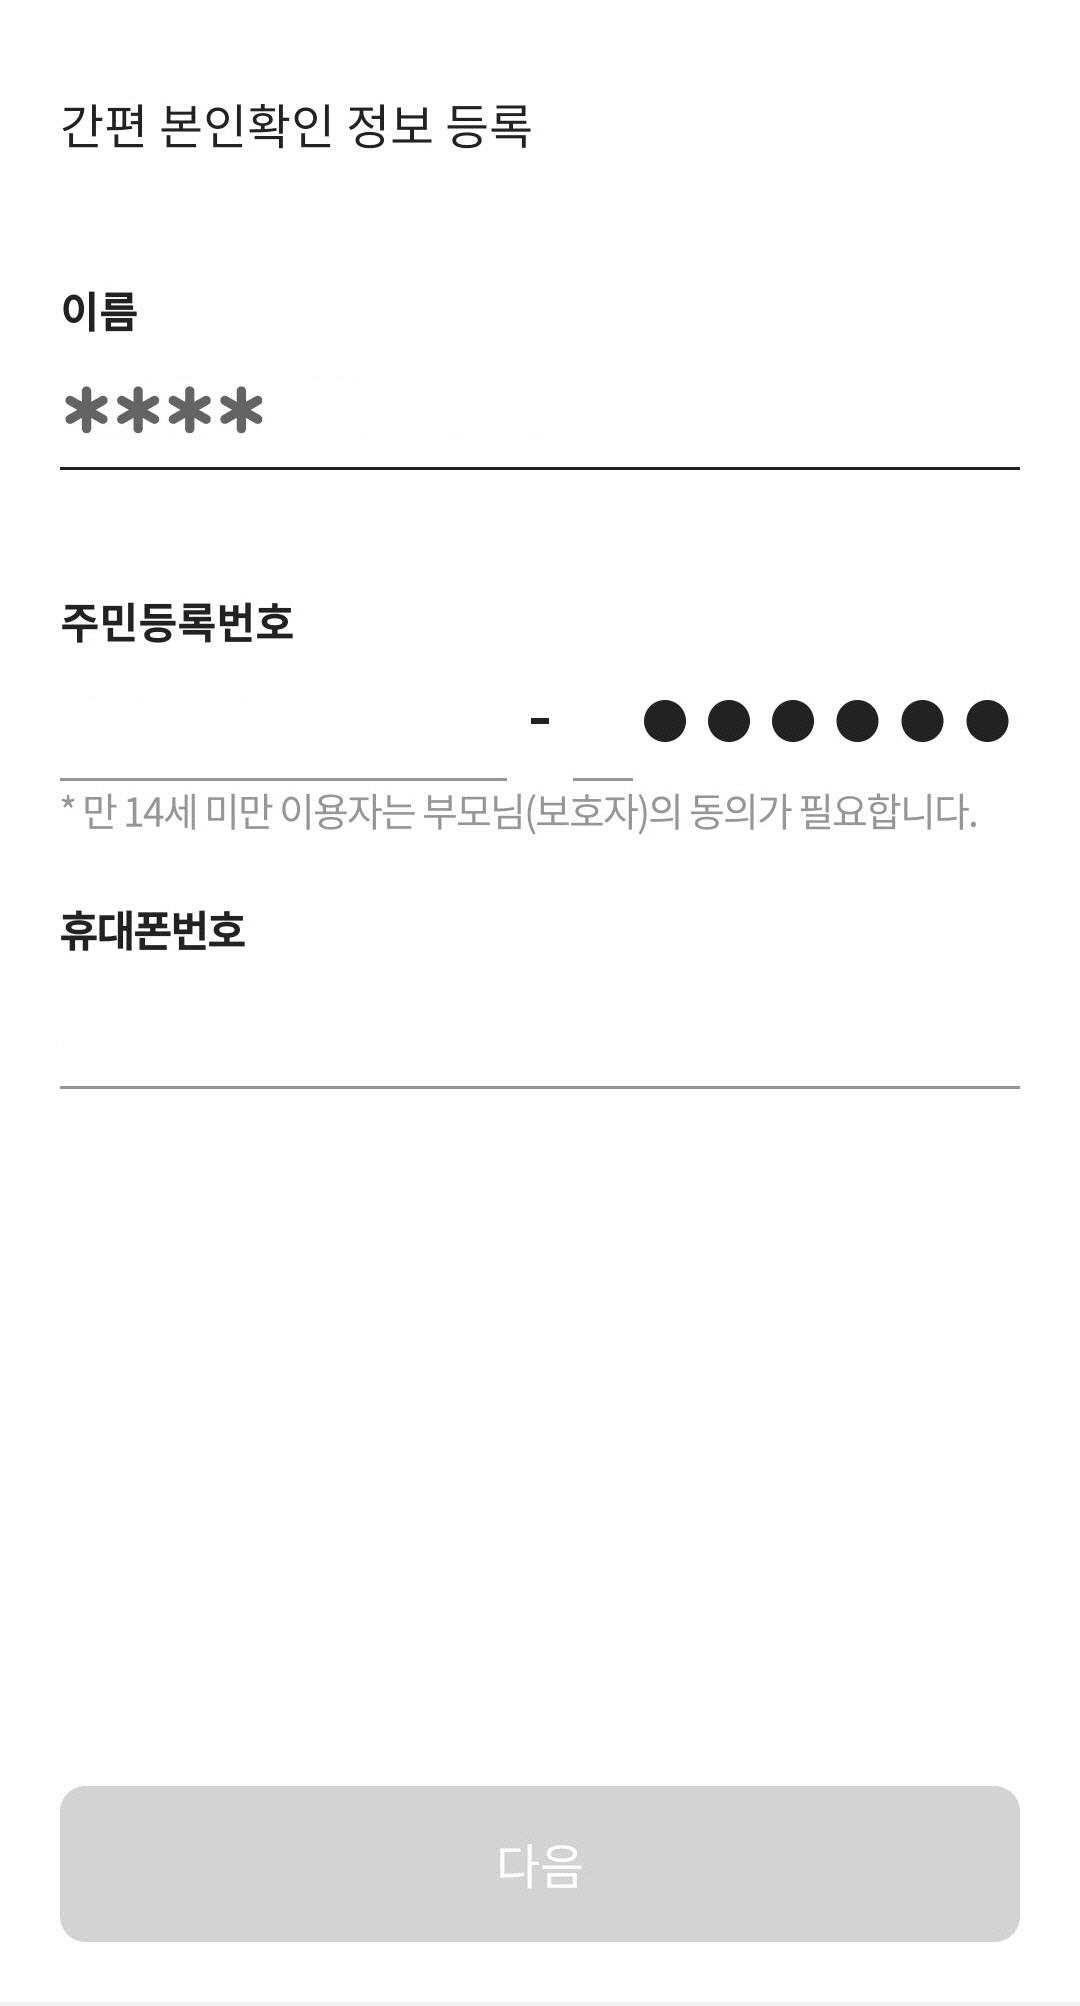 간편 본인확인 정보 등록
이름
****
주민등록번호
- ●●●●●●
* 만 14세 미만 이용자는 부모님(보호자)의 동의가 필요합니다.
휴대폰번호
다음